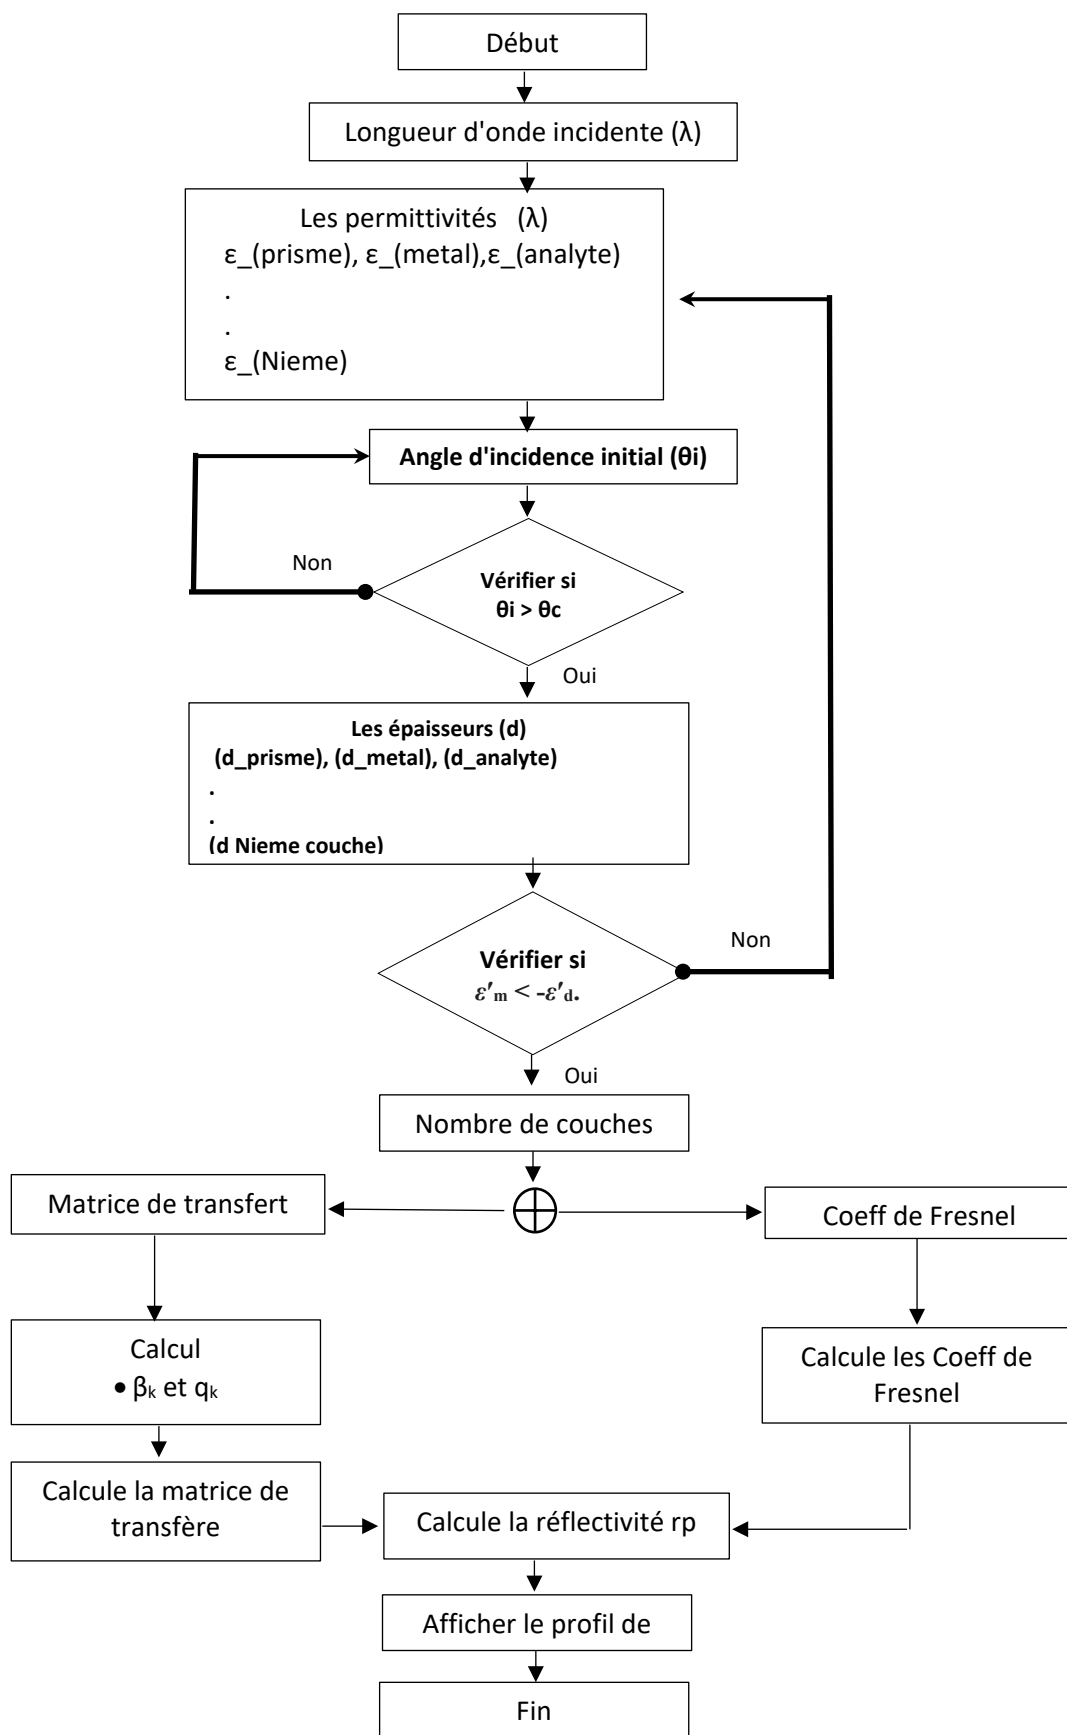 Début
Longueur d'onde incidente (λ)
Les permittivités (λ)
ε_(prisme), ε_(metal),ε_(analyte)
.
.
ε_(Nieme)
Angle d'incidence initial (θi)
Non
Vérifier si
θi > θc
Oui
Les épaisseurs (d)
(d_prisme), (d_metal), (d_analyte)
.
.
(d Nieme couche)
Non
Vérifier si
ε′m < -ε′d.
Oui
Nombre de couches
Matrice de transfert
Coeff de Fresnel
Calcul
• βk et qk
Calcule les Coeff de
Fresnel
Calcule la matrice de
transfère
Calcule la réflectivité rp
Afficher le profil de
Fin